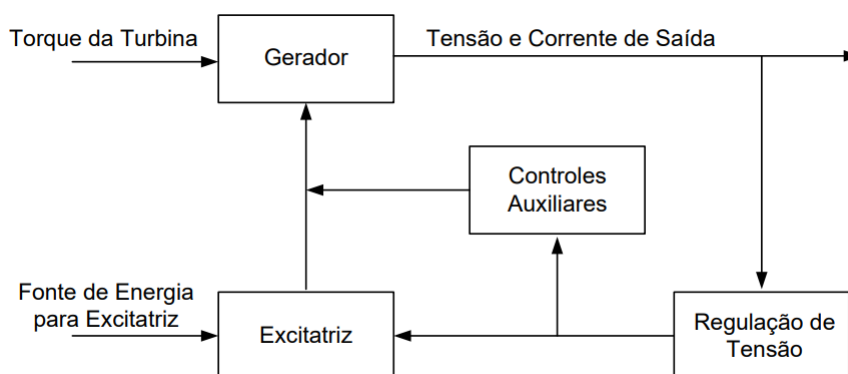 Torque da Turbina
Gerador
Tensão e Corrente de Saída
Controles
Auxiliares
Fonte de Energia
para Excitatriz
Excitatriz
Regulação de
Tensão